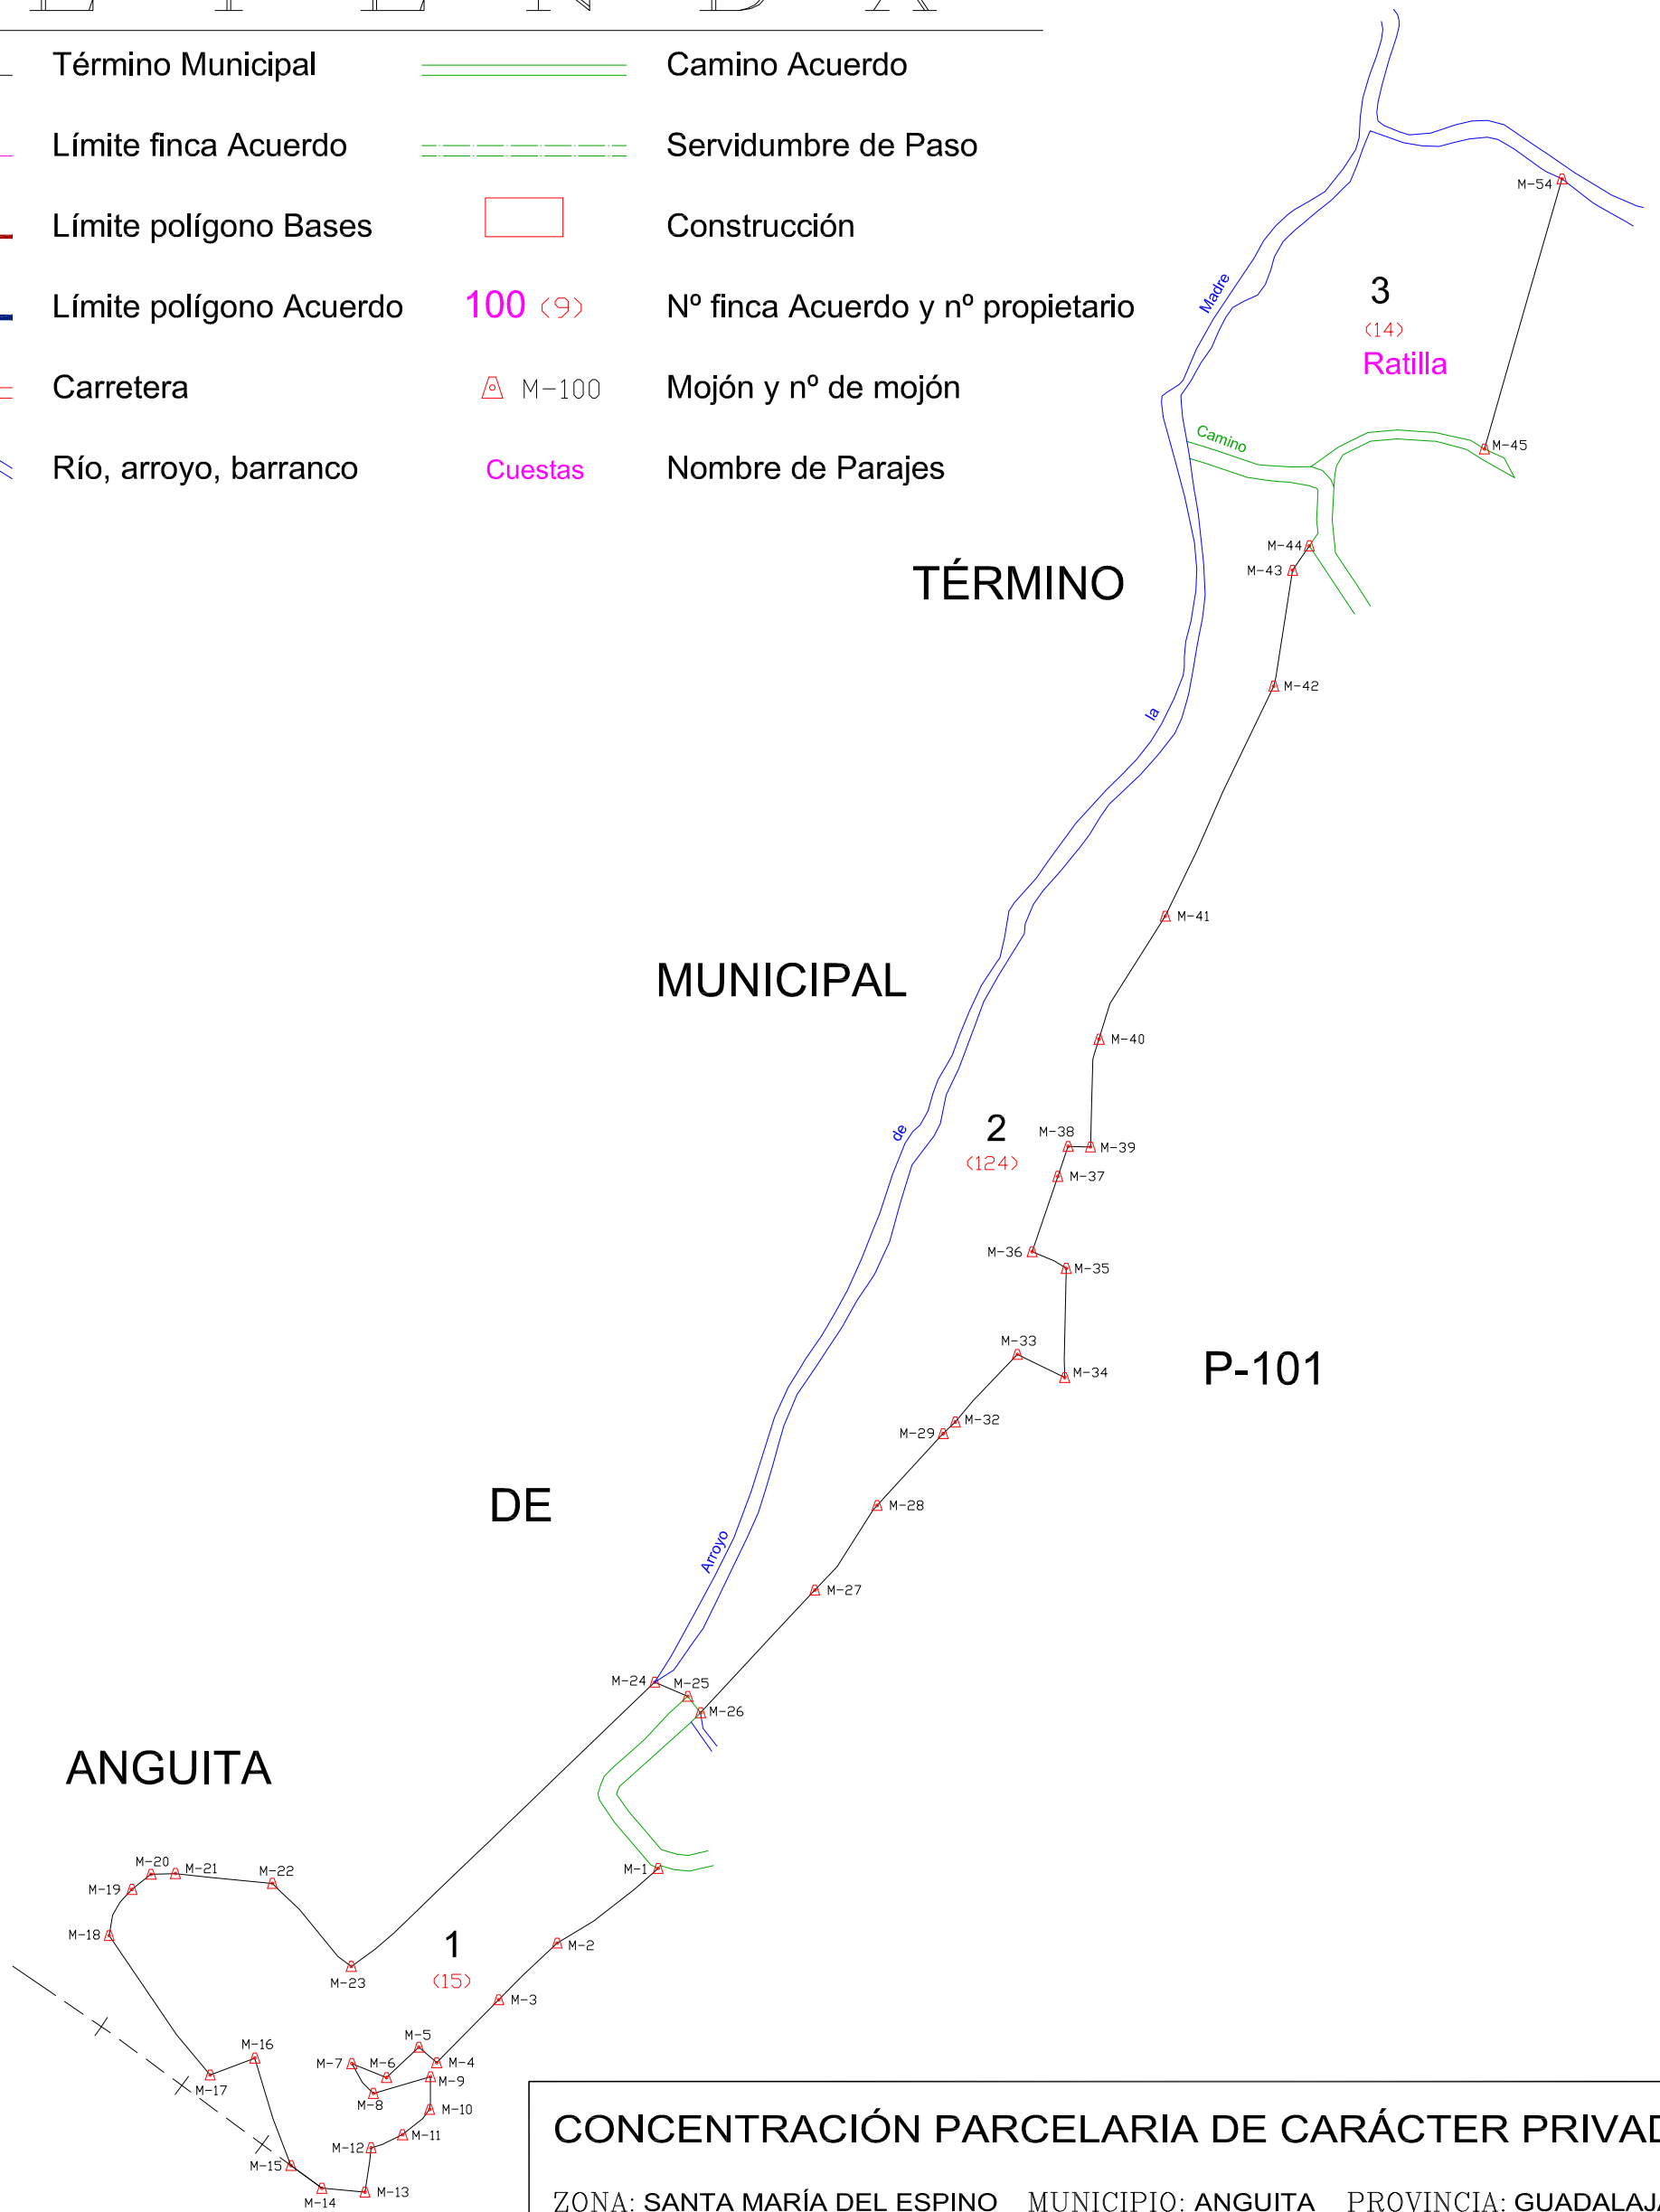 Término Municipal
Camino Acuerdo
Límite finca Acuerdo
Servidumbre de Paso
Límite polígono Bases
Construcción
Límite polígono Acuerdo
100 (9)
Nº finca Acuerdo y nº propietario
Carretera
M-100
Mojón y nº de mojón
Río, arroyo, barranco
Cuestas
Nombre de Parajes
M-54
Madre
3
(14)
Ratilla
Camino
M-45
M-44
M-43
TÉRMINO
M-42
la
M-41
MUNICIPAL
M-40
de
2
(124)
M-38
M-39
M-37
M-36
M-35
M-33
M-34
P-101
M-32
M-29
DE
M-28
Arroyo
M-27
M-24
M-25
M-26
ANGUITA
M-1
M-20
M-21
M-22
M-19
M-18
1
(15)
M-2
M-23
M-3
M-5
M-16
M-7
M-6
M-4
M-17
M-9
M-8
M-10
M-11
M-12
M-15
M-14
M-13
CONCENTRACIÓN PARCELARIA DE CARÁCTER PRIVAD
ZONA: SANTA MARÍA DEL ESPINO MUNICIPIO: ANGUITA PROVINCIA: GUADALAJA